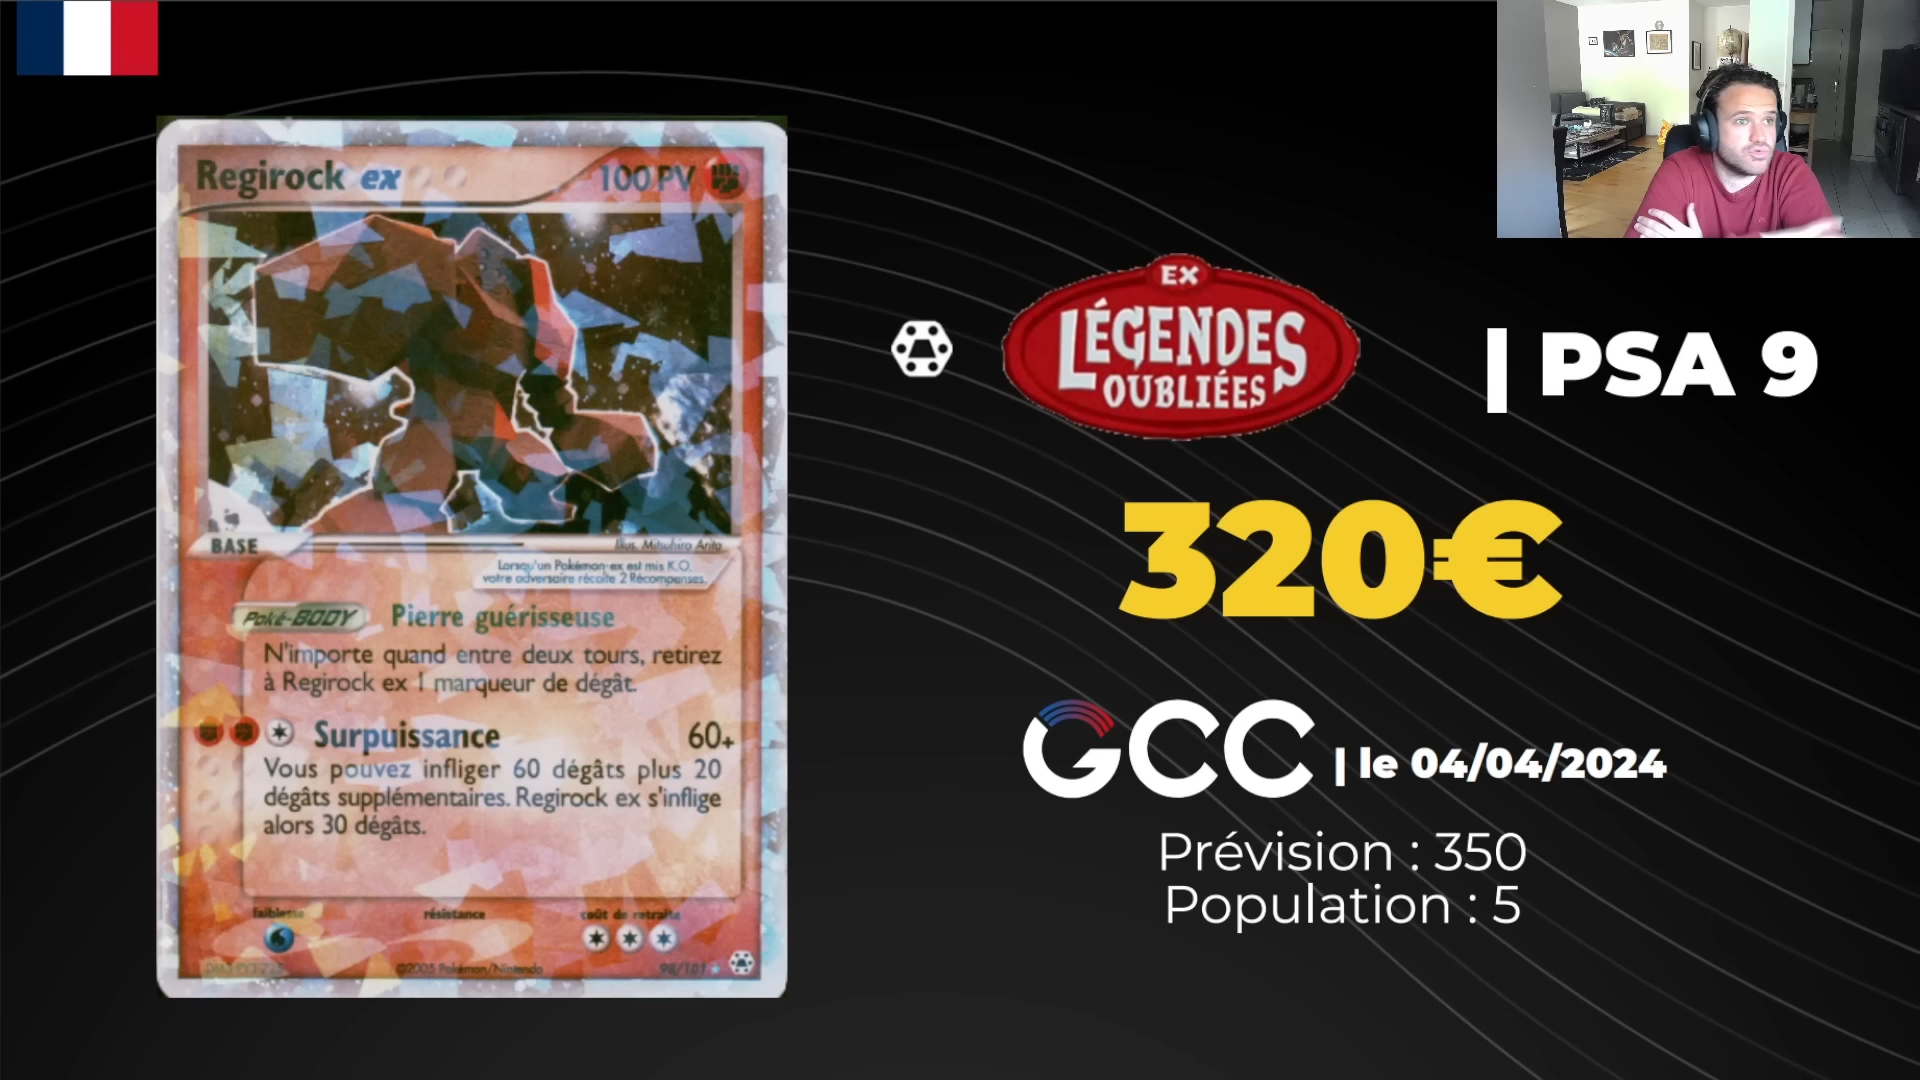 Regirock ex
100 PV
BASE
Illus. Mitsuhiro Arita
Lorsqu'un Pokémon-ex est mis K.O.
votre adversaire récolte 2 Récompenses.
Poké-BODY Pierre guérisseuse
N'importe quand entre deux tours, retirez
à Regirock ex 1 marqueur de dégât.
Surpuissance 60+
Vous pouvez infliger 60 dégâts plus 20
dégâts supplémentaires. Regirock ex s'inflige
alors 30 dégâts.
faiblesse résistance coût de retraite
©2005 Pokémon/Nintendo
98/101
EX
LÉGENDES
OUBLIÉES
| PSA 9
320€
GCC | le 04/04/2024
Prévision : 350
Population : 5